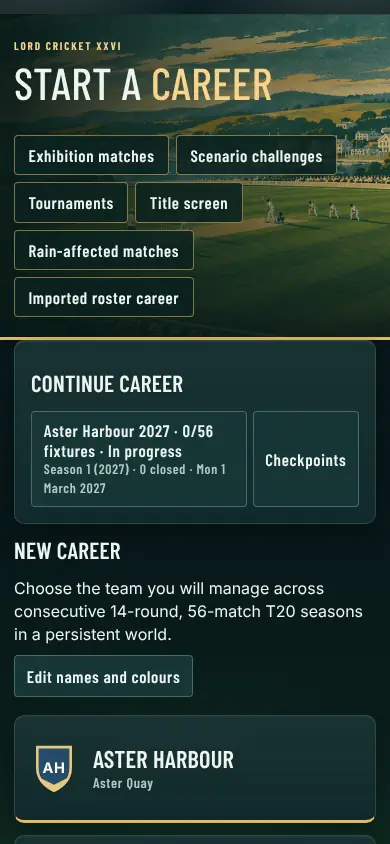 LORD CRICKET XXVI
START A CAREER
Exhibition matches
Scenario challenges
Tournaments
Title screen
Rain-affected matches
Imported roster career
CONTINUE CAREER
Aster Harbour 2027 · 0/56
fixtures · In progress
Season 1 (2027) · 0 closed · Mon 1
March 2027
Checkpoints
NEW CAREER
Choose the team you will manage across
consecutive 14-round, 56-match T20 seasons
in a persistent world.
Edit names and colours
AH
ASTER HARBOUR
Aster Quay